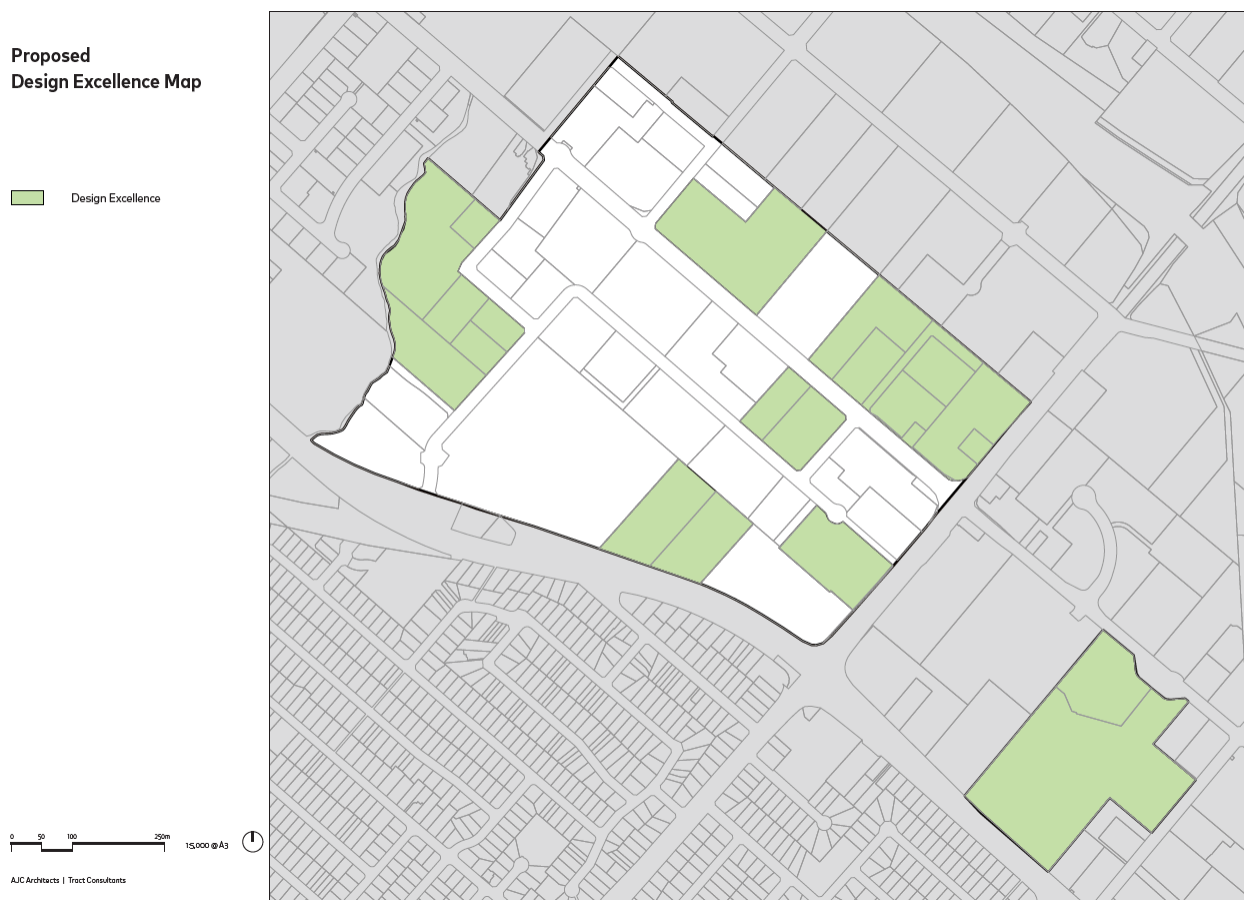 Proposed
Design Excellence Map
Design Excellence
0 50 100 250m
1:5,000 @A3
AJC Architects | Tract Consultants